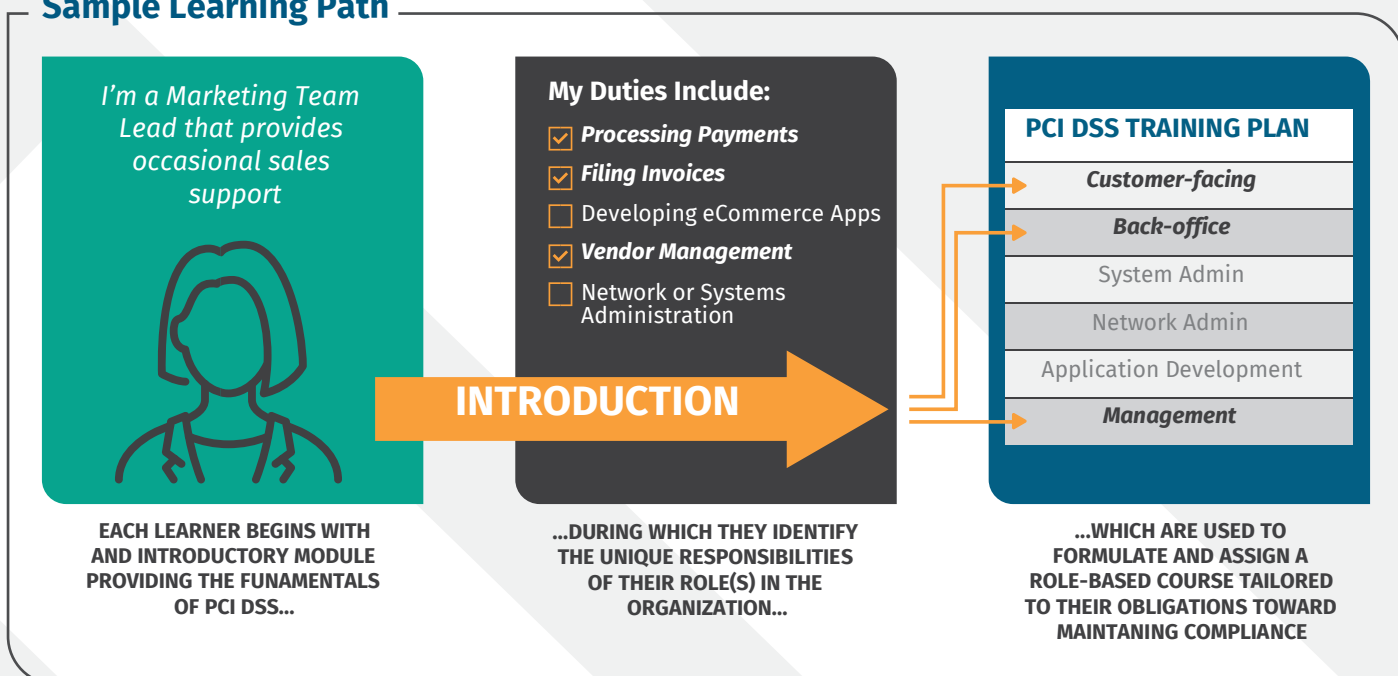 Sample Learning Path
I'm a Marketing Team
Lead that provides
occasional sales
support
EACH LEARNER BEGINS WITH
AND INTRODUCTORY MODULE
PROVIDING THE FUNAMENTALS
OF PCI DSS...
My Duties Include:
Processing Payments
Filing Invoices
Developing eCommerce Apps
Vendor Management
Network or Systems
Administration
INTRODUCTION
...DURING WHICH THEY IDENTIFY
THE UNIQUE RESPONSIBILITIES
OF THEIR ROLE(S) IN THE
ORGANIZATION...
PCI DSS TRAINING PLAN
Customer-facing
Back-office
System Admin
Network Admin
Application Development
Management
...WHICH ARE USED TO
FORMULATE AND ASSIGN A
ROLE-BASED COURSE TAILORED
TO THEIR OBLIGATIONS TOWARD
MAINTANING COMPLIANCE